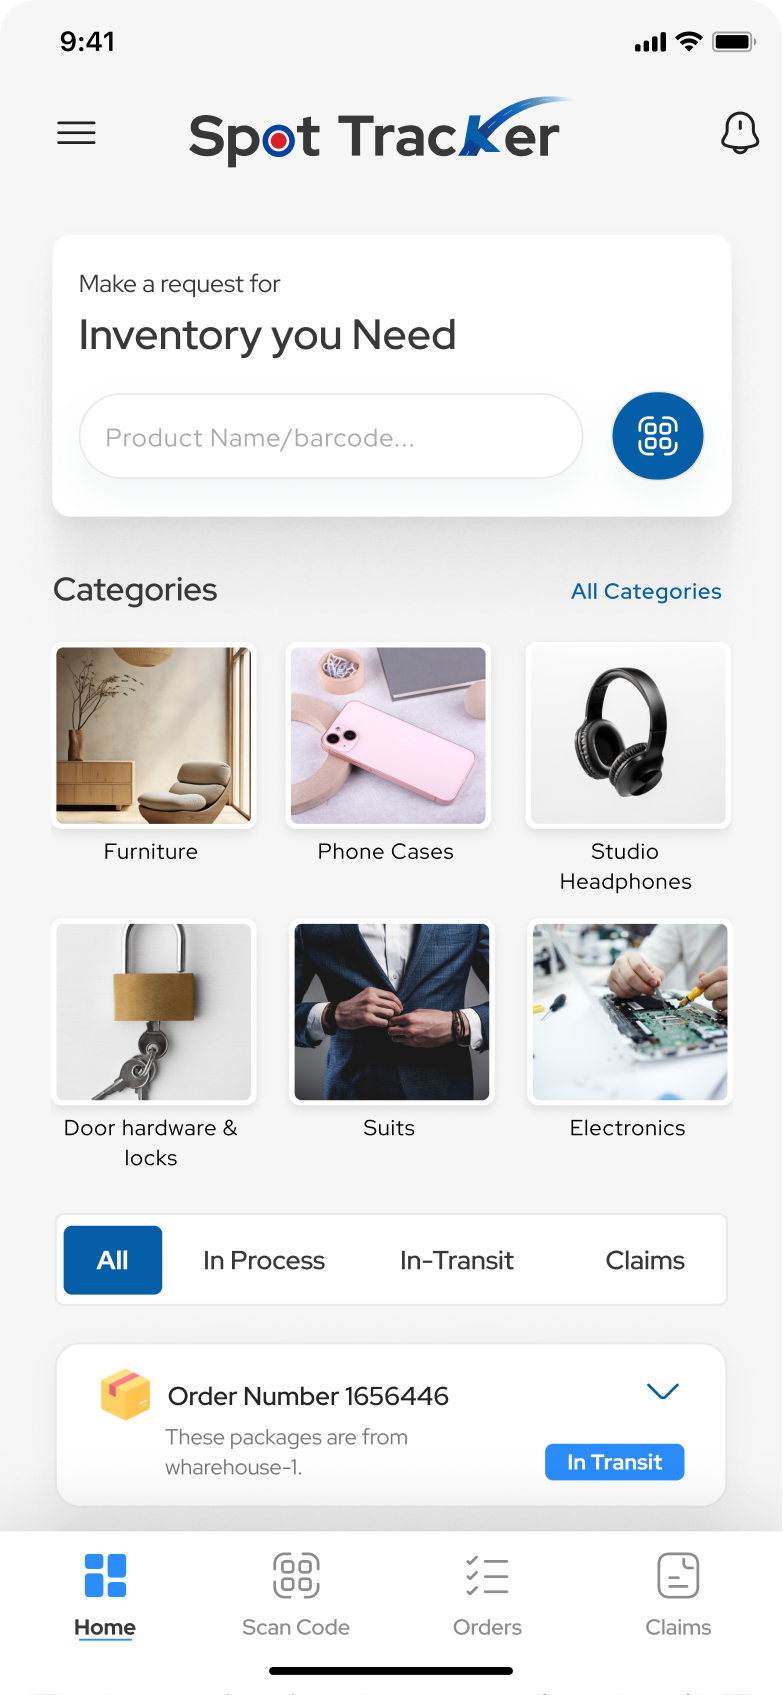 9:41
Spot Tracker
Make a request for
Inventory you Need
Product Name/barcode...
Categories
All Categories
Furniture
Phone Cases
Studio
Headphones
Door hardware &
locks
Suits
Electronics
All
In Process
In-Transit
Claims
Order Number 1656446
These packages are from
wharehouse-1.
In Transit
Home
Scan Code
Orders
Claims